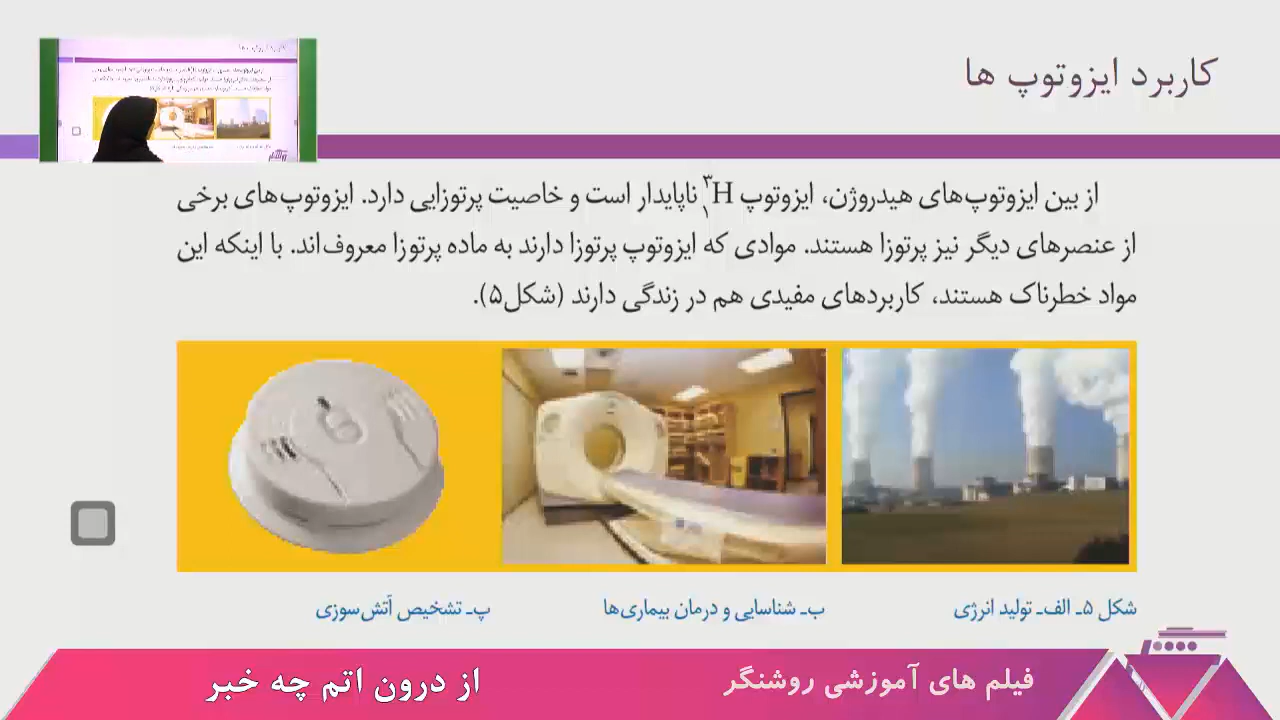 کاربرد ایزوتوپ ها
از بین ایزوتوپ‌های هیدروژن، ایزوتوپ ³₁H ناپایدار است و خاصیت پرتوزایی دارد. ایزوتوپ‌های برخی
از عنصرهای دیگر نیز پرتوزا هستند. موادی که ایزوتوپ پرتوزا دارند به ماده پرتوزا معروف‌اند. با اینکه این
مواد خطرناک هستند، کاربردهای مفیدی هم در زندگی دارند (شکل۵).
شکل ۵ـ الف‌ـ تولید انرژی
ب‌ـ شناسایی و درمان بیماری‌ها
پ‌ـ تشخیص آتش‌سوزی
فیلم های آموزشی روشنگر
از درون اتم چه خبر